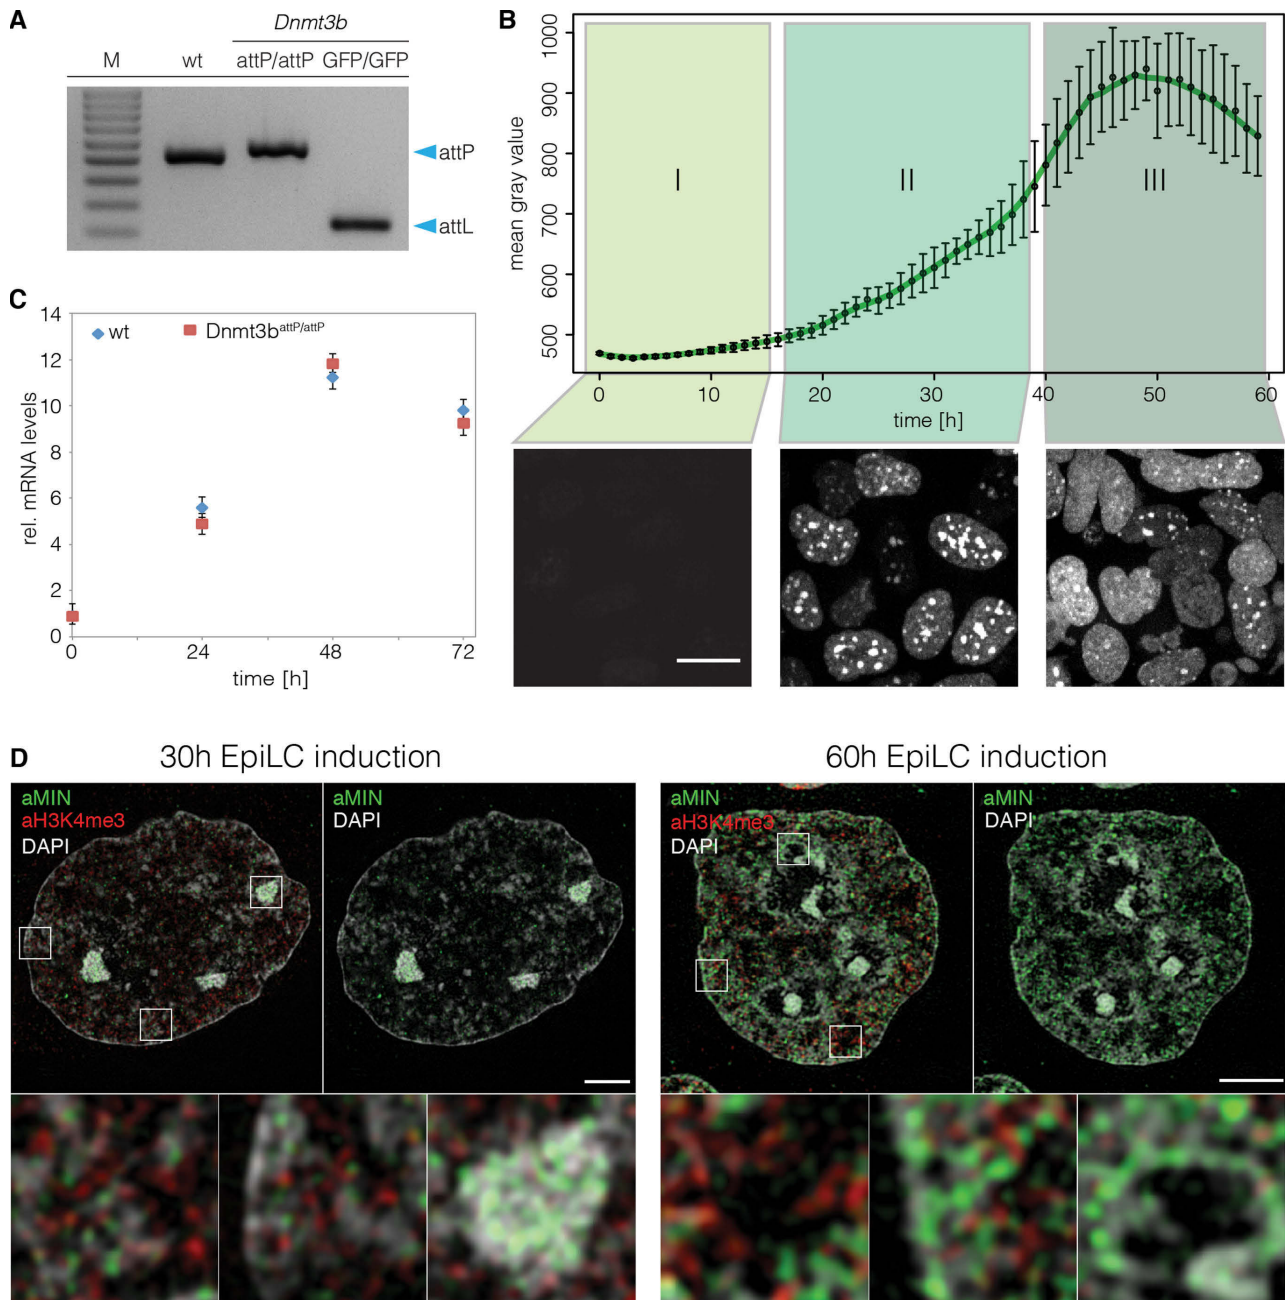 A
Dnmt3b
M wt attP/attP GFP/GFP
attP
attL
B
mean gray value
500 600 700 800 900 1000
I II III
0 10 20 30 40 50 60
time [h]
C
wt Dnmt3battP/attP
rel. mRNA levels
14
12
10
8
6
4
2
0
0 24 48 72
time [h]
D
30h EpiLC induction
aMIN
aH3K4me3
DAPI
aMIN
DAPI
60h EpiLC induction
aMIN
aH3K4me3
DAPI
aMIN
DAPI